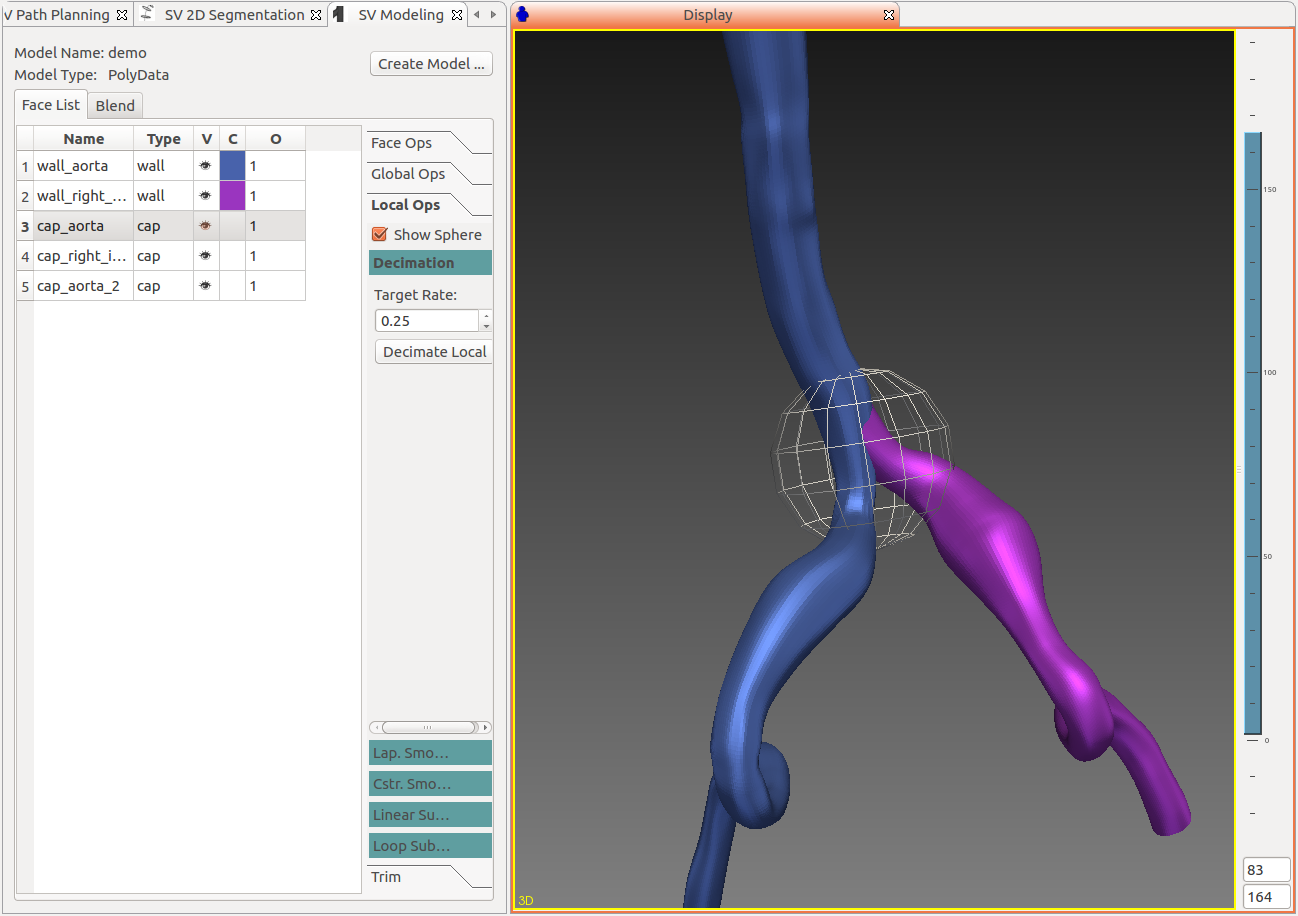 V Path Planning SV 2D Segmentation SV Modeling
Display
Model Name: demo
Model Type: PolyData
Create Model ...
Face List Blend
Name Type V C O
1 wall_aorta wall 1
2 wall_right_... wall 1
3 cap_aorta cap 1
4 cap_right_i... cap 1
5 cap_aorta_2 cap 1
Face Ops
Global Ops
Local Ops
Show Sphere
Decimation
Target Rate:
0.25
Decimate Local
Lap. Smo...
Cstr. Smo...
Linear Su...
Loop Sub...
Trim
3D
150
100
50
0
83
164